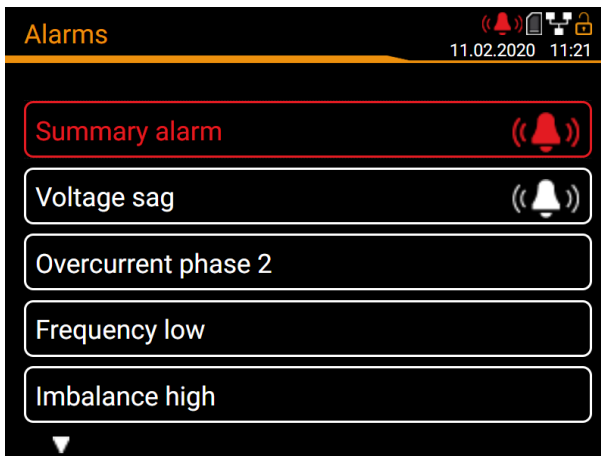 Alarms
11.02.2020 11:21
Summary alarm
Voltage sag
Overcurrent phase 2
Frequency low
Imbalance high